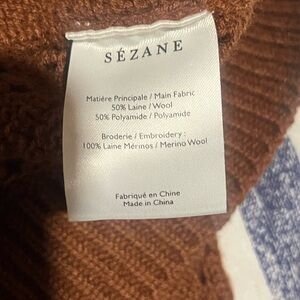 SÉZANE
Matière Principale / Main Fabric
50% Laine / Wool
50% Polyamide / Polyamide
Broderie / Embroidery :
100% Laine Mérinos / Merino Wool
Fabriqué en Chine
Made in China